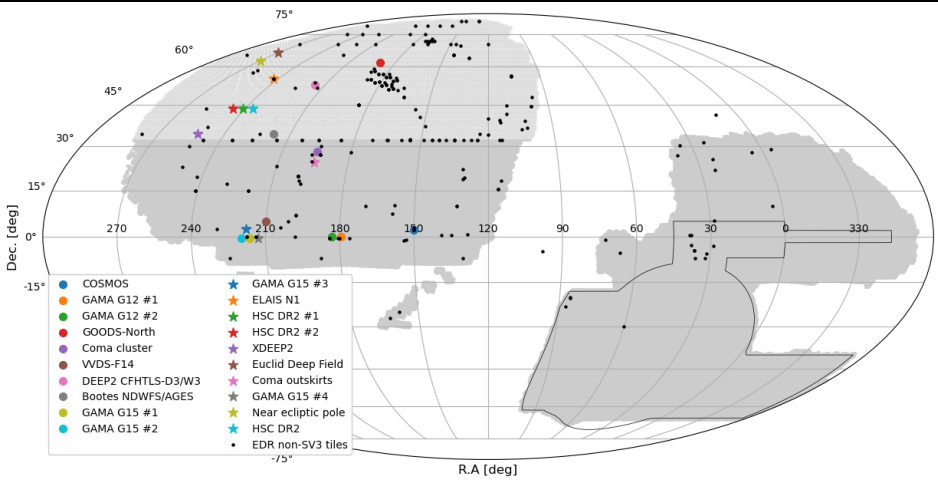 75°
60°
45°
30°
15°
0°
-15°
-75°
270 240 210 180 150 120 90 60 30 0 330
Dec. [deg]
R.A [deg]
COSMOS
GAMA G12 #1
GAMA G12 #2
GOODS-North
Coma cluster
VVDS-F14
DEEP2 CFHTLS-D3/W3
Bootes NDWFS/AGES
GAMA G15 #1
GAMA G15 #2
GAMA G15 #3
ELAIS N1
HSC DR2 #1
HSC DR2 #2
XDEEP2
Euclid Deep Field
Coma outskirts
GAMA G15 #4
Near ecliptic pole
HSC DR2
EDR non-SV3 tiles